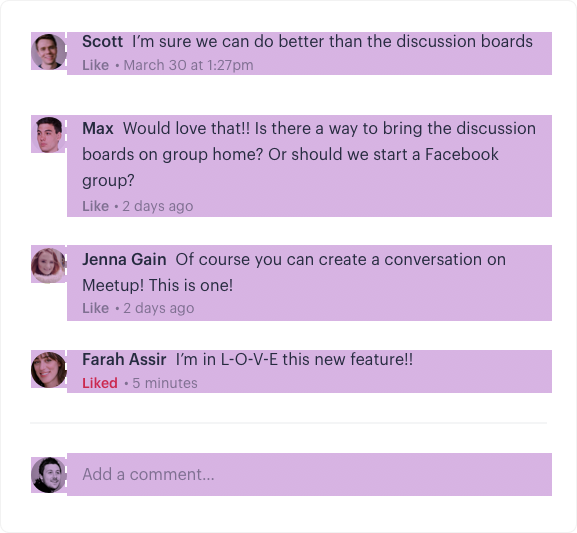 Scott I’m sure we can do better than the discussion boards
Like • March 30 at 1:27pm
Max Would love that!! Is there a way to bring the discussion
boards on group home? Or should we start a Facebook
group?
Like • 2 days ago
Jenna Gain Of course you can create a conversation on
Meetup! This is one!
Like • 2 days ago
Farah Assir I’m in L-O-V-E this new feature!!
Liked • 5 minutes
Add a comment...